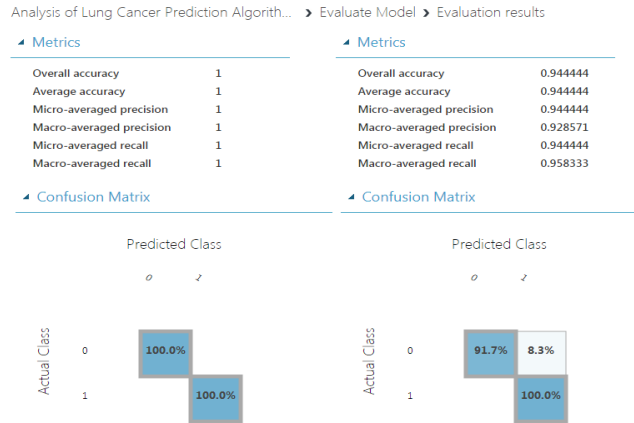 Analysis of Lung Cancer Prediction Algorith... › Evaluate Model › Evaluation results
Metrics
Overall accuracy 1
Average accuracy 1
Micro-averaged precision 1
Macro-averaged precision 1
Micro-averaged recall 1
Macro-averaged recall 1
Confusion Matrix
Predicted Class
0 1
Actual Class
0 100.0%
1 100.0%
Metrics
Overall accuracy 0.944444
Average accuracy 0.944444
Micro-averaged precision 0.944444
Macro-averaged precision 0.928571
Micro-averaged recall 0.944444
Macro-averaged recall 0.958333
Confusion Matrix
Predicted Class
0 1
Actual Class
0 91.7% 8.3%
1 100.0%